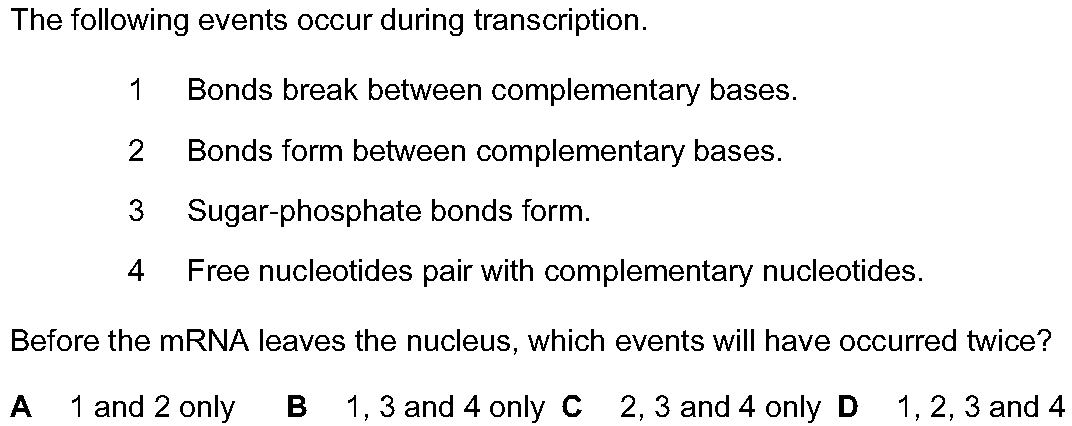 The following events occur during transcription.
1 Bonds break between complementary bases.
2 Bonds form between complementary bases.
3 Sugar-phosphate bonds form.
4 Free nucleotides pair with complementary nucleotides.
Before the mRNA leaves the nucleus, which events will have occurred twice?
A 1 and 2 only B 1, 3 and 4 only C 2, 3 and 4 only D 1, 2, 3 and 4